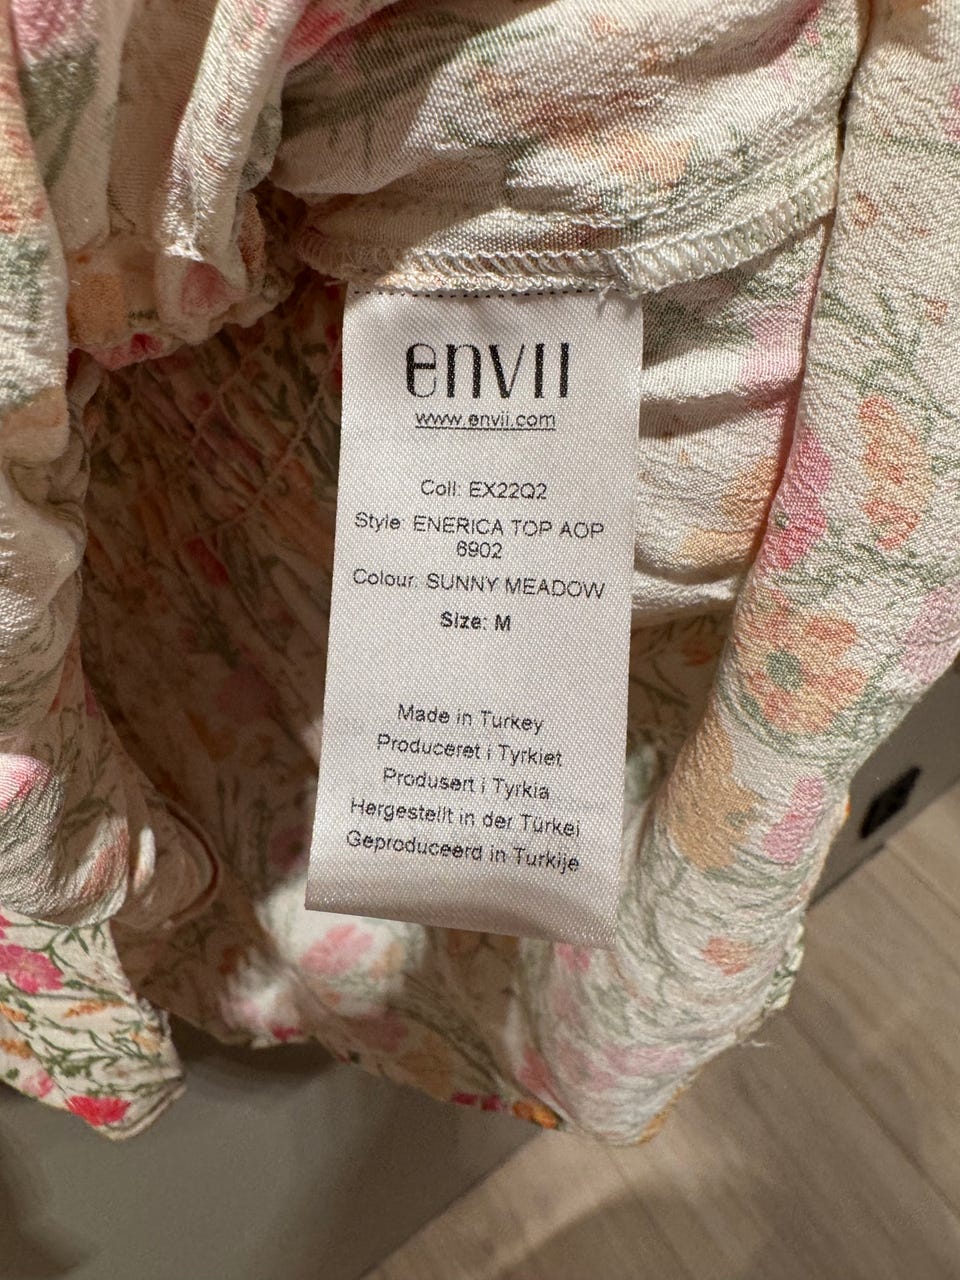 envii
www.envii.com
Coll: EX22Q2
Style: ENERICA TOP AOP
6902
Colour: SUNNY MEADOW
Size: M
Made in Turkey
Produceret i Tyrkiet
Produsert i Tyrkia
Hergestellt in der Türkei
Geproduceerd in Turkije